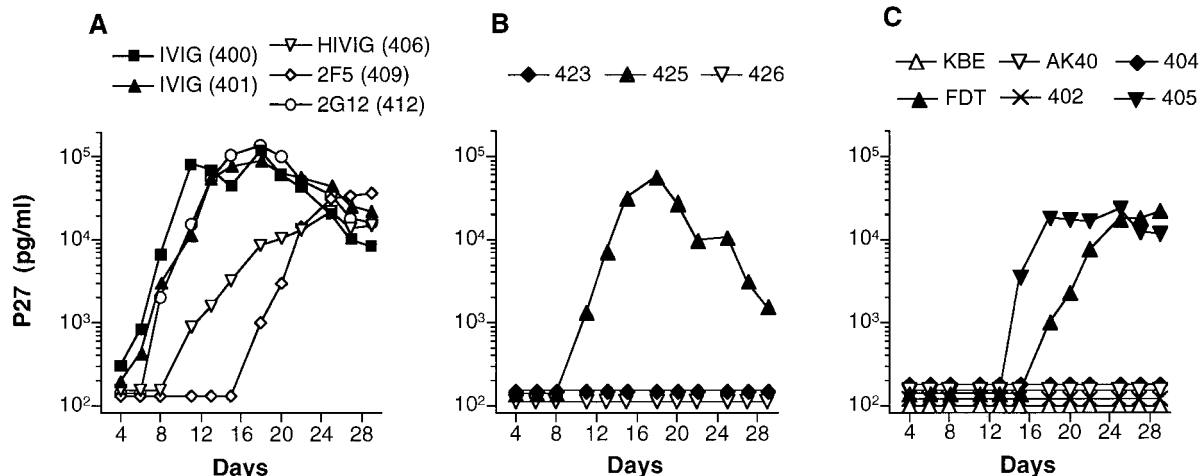 A
IVIG (400)
IVIG (401)
HIVIG (406)
2F5 (409)
2G12 (412)
P27 (pg/ml)
10⁵
10⁴
10³
10²
4 8 12 16 20 24 28
Days
B
423 425 426
10⁵
10⁴
10³
10²
4 8 12 16 20 24 28
Days
C
KBE AK40 404
FDT 402 405
10⁵
10⁴
10³
10²
4 8 12 16 20 24 28
Days